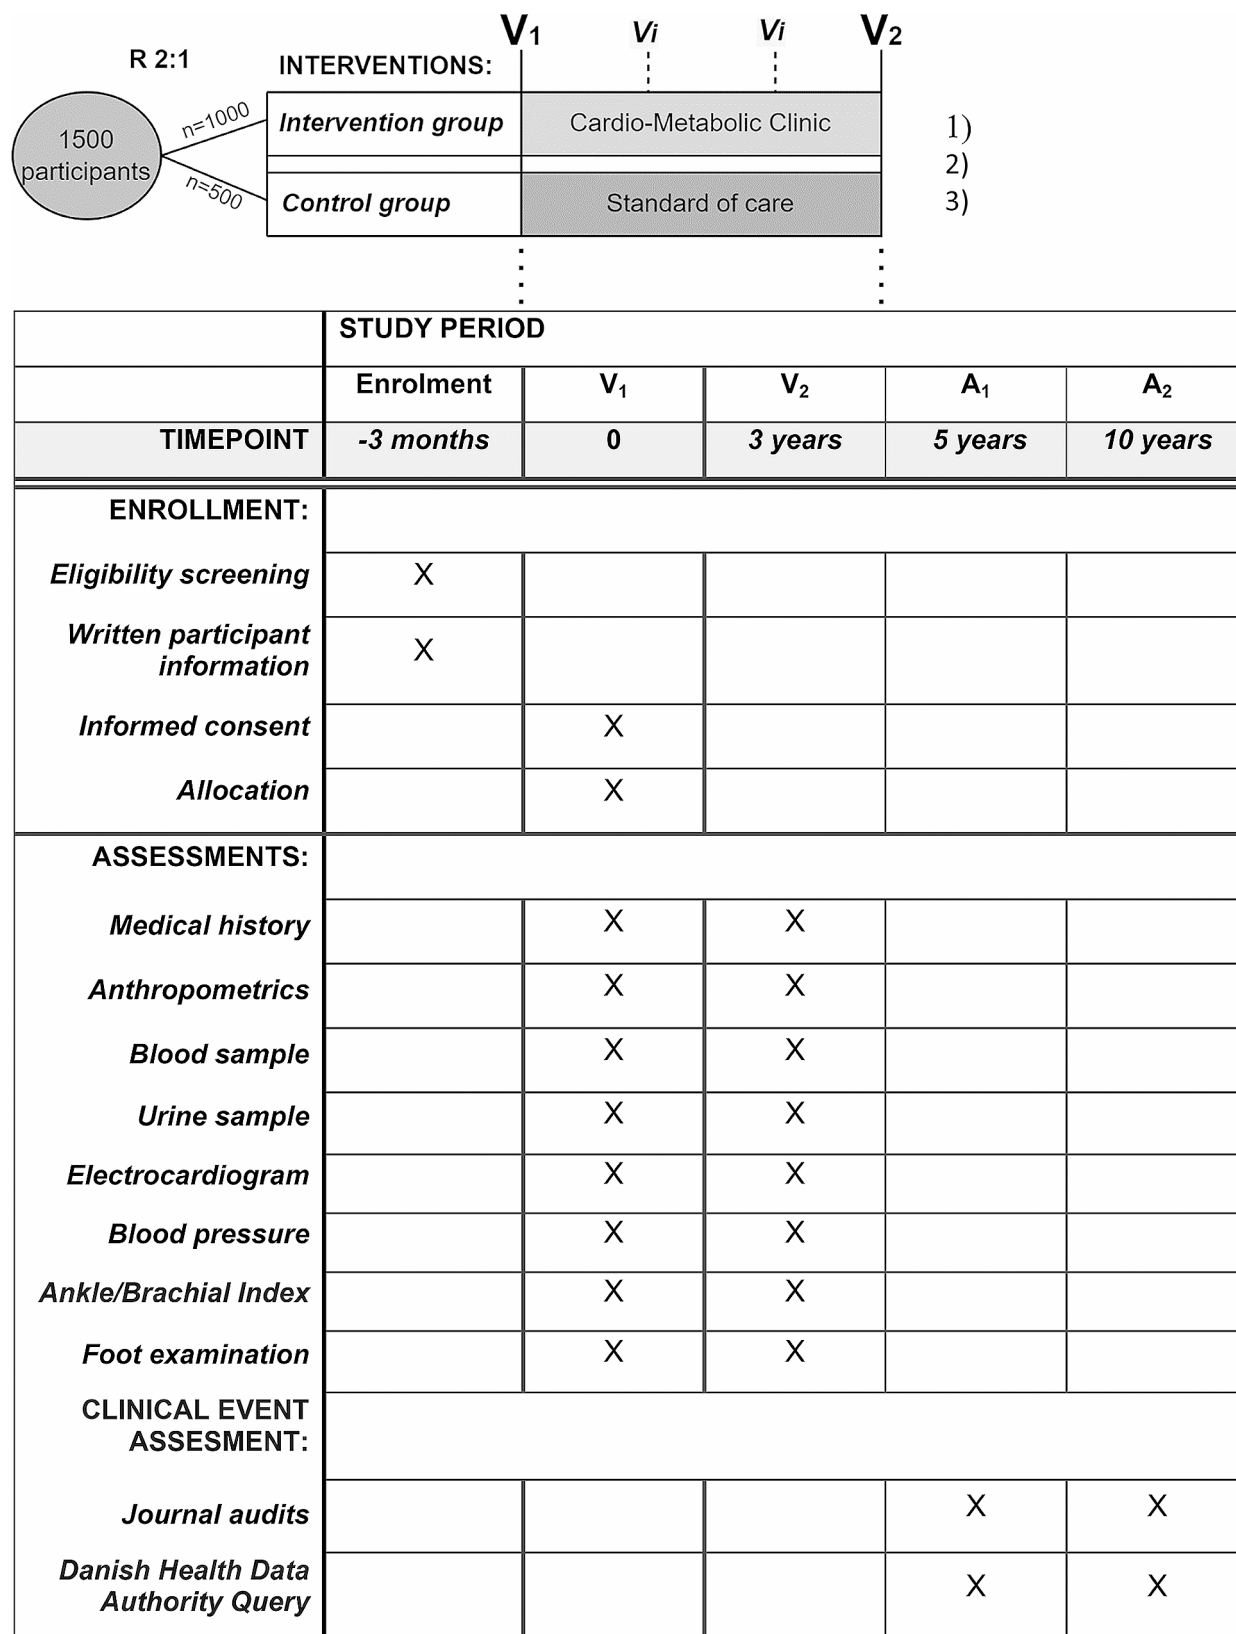 V1 Vi Vi V2
R 2:1
INTERVENTIONS:
1500
participants
n=1000
n=500
Intervention group Cardio-Metabolic Clinic 1)
2)
Control group Standard of care 3)
STUDY PERIOD
Enrolment V1 V2 A1 A2
TIMEPOINT -3 months 0 3 years 5 years 10 years
ENROLLMENT:
Eligibility screening X
Written participant
information X
Informed consent X
Allocation X
ASSESSMENTS:
Medical history X X
Anthropometrics X X
Blood sample X X
Urine sample X X
Electrocardiogram X X
Blood pressure X X
Ankle/Brachial Index X X
Foot examination X X
CLINICAL EVENT
ASSESMENT:
Journal audits X X
Danish Health Data
Authority Query X X